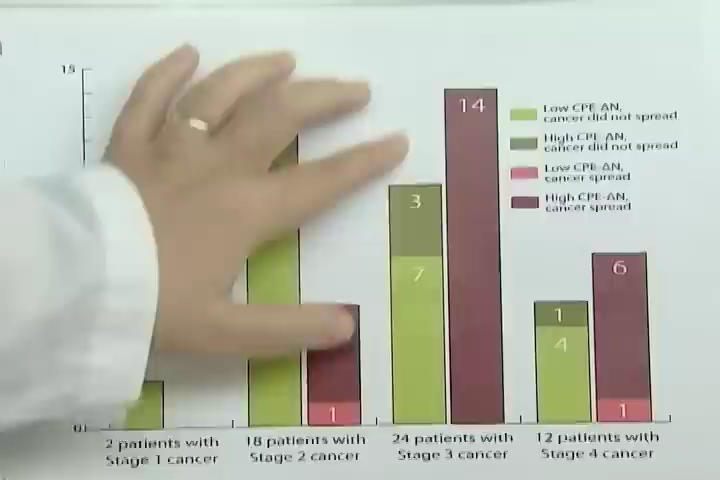 15
14
3
7
6
1
4
1
1
0
Low CPE-AN,
cancer did not spread
High CPE-AN,
cancer did not spread
Low CPE-AN,
cancer spread
High CPE-AN,
cancer spread
2 patients with
Stage 1 cancer
18 patients with
Stage 2 cancer
24 patients with
Stage 3 cancer
12 patients with
Stage 4 cancer